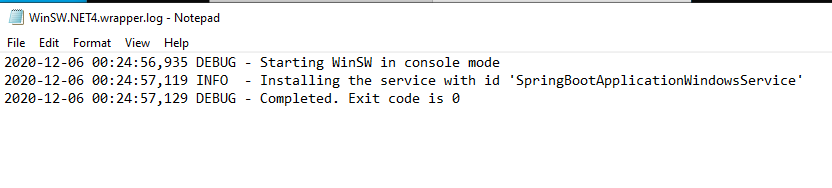 WinSW.NET4.wrapper.log - Notepad
File Edit Format View Help
2020-12-06 00:24:56,935 DEBUG - Starting WinSW in console mode
2020-12-06 00:24:57,119 INFO  - Installing the service with id 'SpringBootApplicationWindowsService'
2020-12-06 00:24:57,129 DEBUG - Completed. Exit code is 0